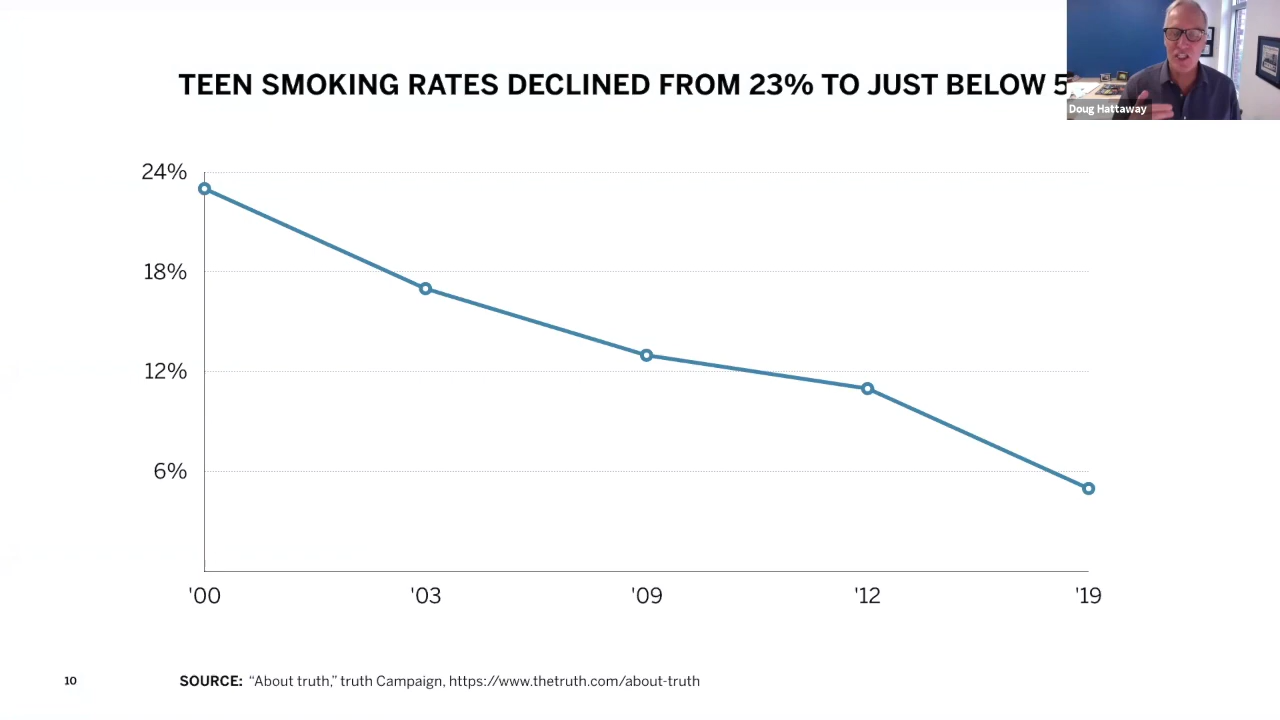 TEEN SMOKING RATES DECLINED FROM 23% TO JUST BELOW 5
Doug Hattaway
24%
18%
12%
6%
'00 '03 '09 '12 '19
10
SOURCE: “About truth,” truth Campaign, https://www.thetruth.com/about-truth